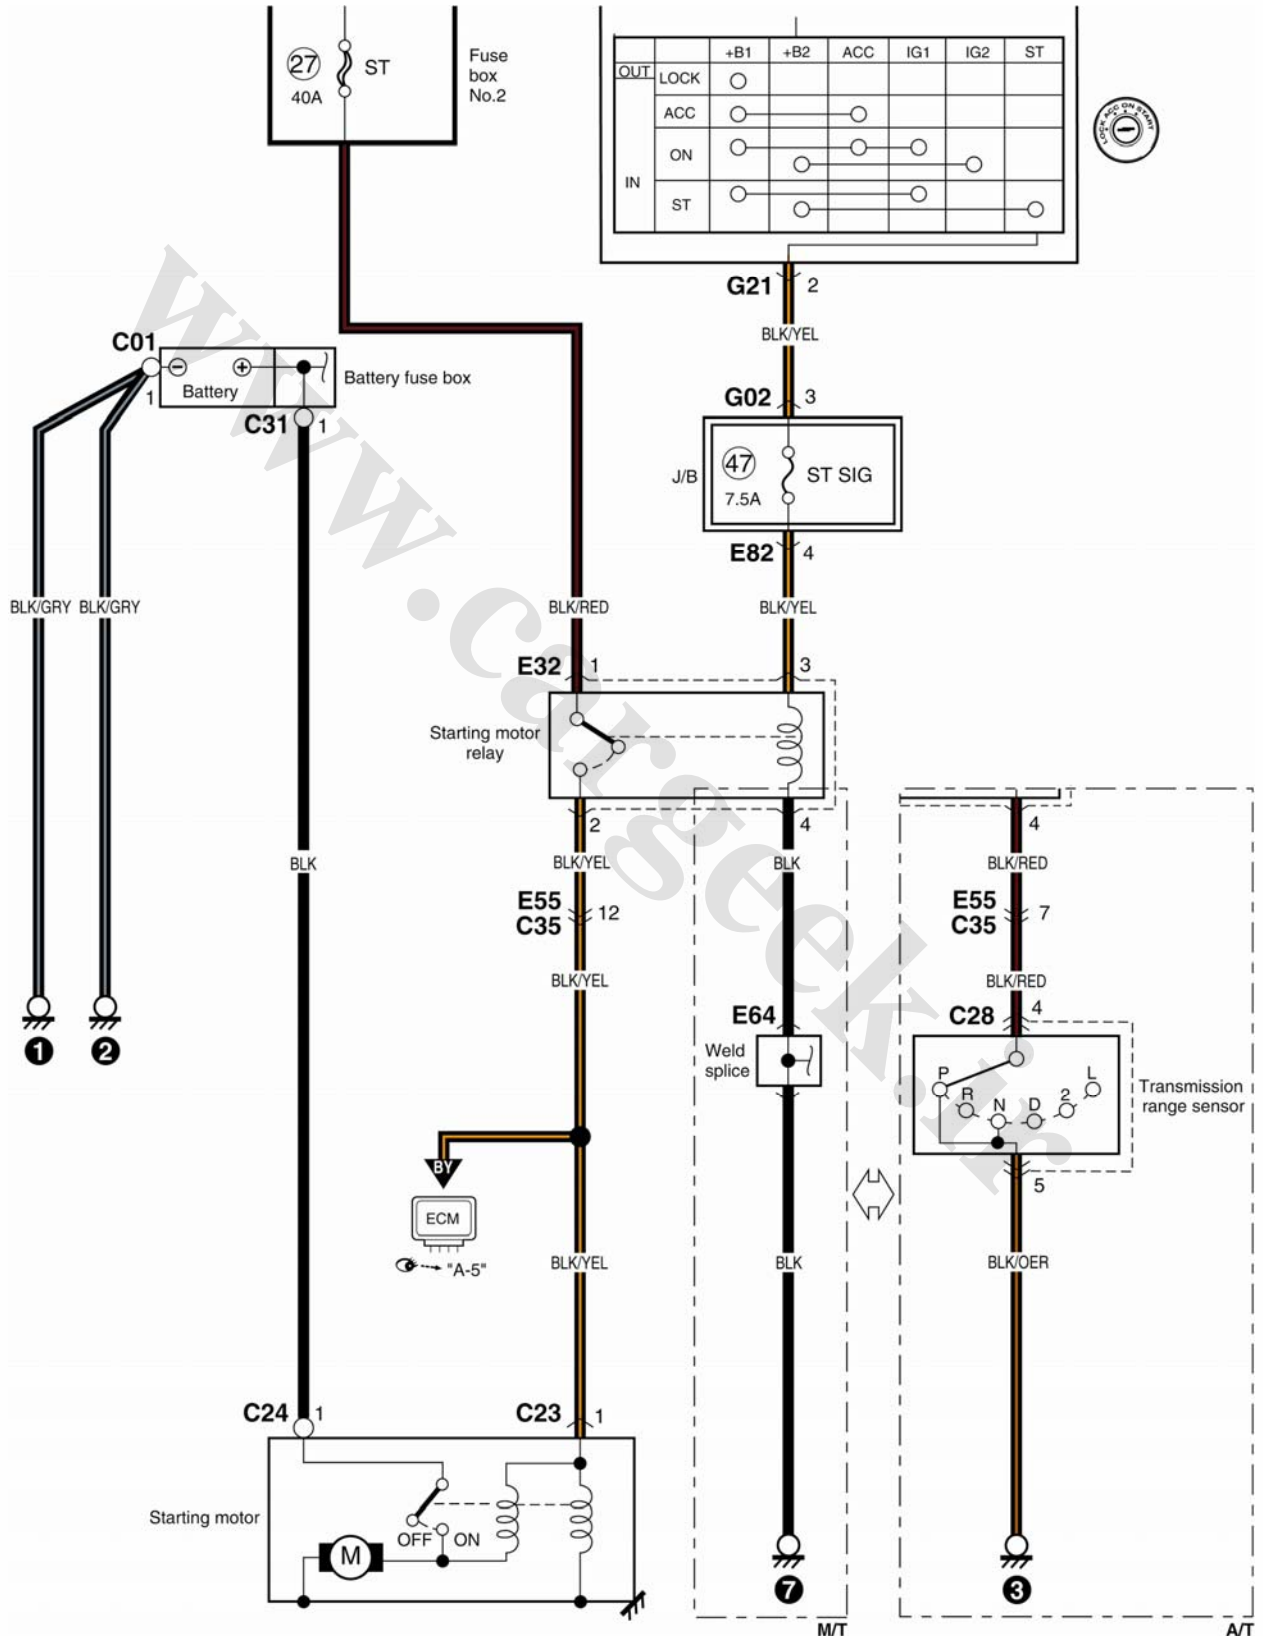 27
ST
40A
Fuse
box
No.2
+B1 +B2 ACC IG1 IG2 ST
OUT
LOCK
ACC
ON
IN
ST
LOCK ACC ON START
G21 2
BLK/YEL
C01
1
Battery
Battery fuse box
C31 1
G02 3
J/B
47
7.5A
ST SIG
E82 4
BLK/GRY BLK/GRY
BLK/RED
BLK/YEL
E32 1
3
Starting motor
relay
2
4
4
BLK
BLK/YEL
BLK
BLK/RED
E55
C35
12
E55
C35
7
BLK/YEL
BLK/RED
E64
C28 4
1
2
Weld
splice
P R N D 2 L
Transmission
range sensor
BY
5
ECM
"A-5"
BLK/YEL
BLK
BLK/OER
C24 1
C23 1
Starting motor
OFF ON
M
7
3
M/T
A/T
www.cargeek.ir